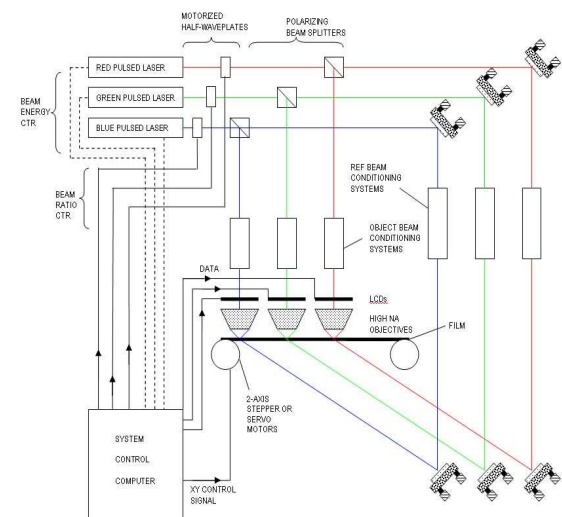 MOTORIZED
HALF-WAVEPLATES
POLARIZING
BEAM SPLITTERS
RED PULSED LASER
GREEN PULSED LASER
BLUE PULSED LASER
BEAM
ENERGY
CTR.
BEAM
RATIO
CTR.
REF BEAM
CONDITIONING
SYSTEMS
OBJECT BEAM
CONDITIONING
SYSTEMS
DATA
LCDs
HIGH NA
OBJECTIVES
FILM
2-AXIS
STEPPER OR
SERVO
MOTORS
SYSTEM
CONTROL
COMPUTER
XY CONTROL
SIGNAL